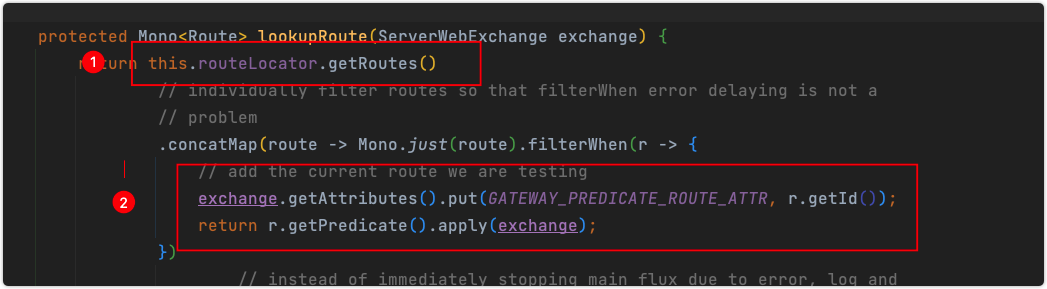 protected Mono<Route> lookupRoute(ServerWebExchange exchange) {
1
return this.routeLocator.getRoutes()
// individually filter routes so that filterWhen error delaying is not a
// problem
.concatMap(route -> Mono.just(route).filterWhen(r -> {
// add the current route we are testing
2
exchange.getAttributes().put(GATEWAY_PREDICATE_ROUTE_ATTR, r.getId());
return r.getPredicate().apply(exchange);
})
// instead of immediately stopping main flux due to error, log and